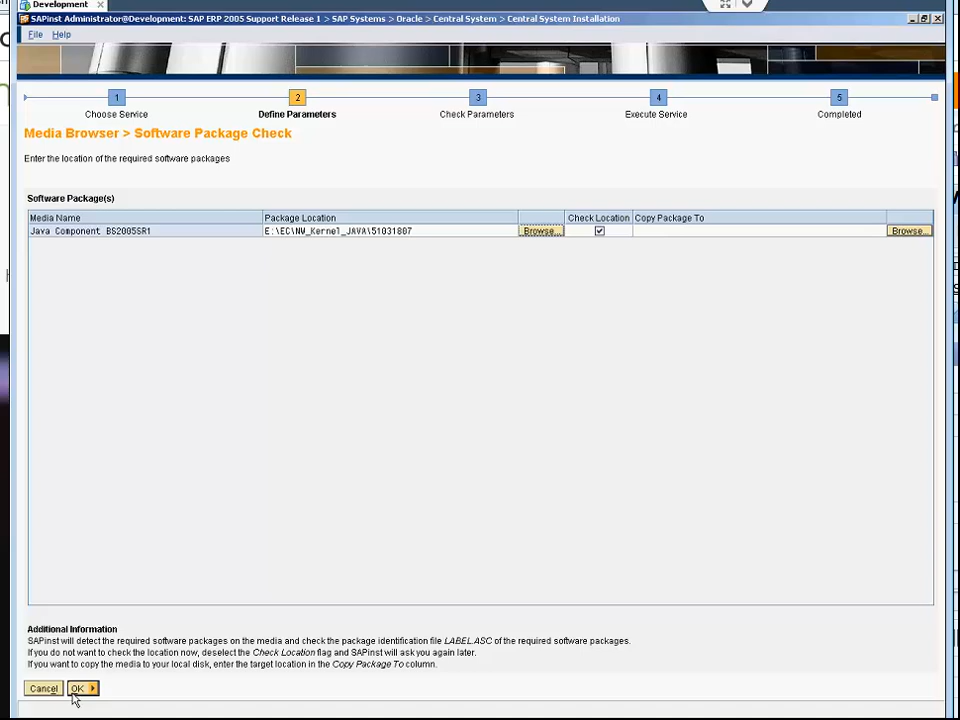 Development
SAPinst Administrator@Development: SAP ERP 2005 Support Release 1 > SAP Systems > Oracle > Central System > Central System Installation
File Help
1 2 3 4 5
Choose Service Define Parameters Check Parameters Execute Service Completed
Media Browser > Software Package Check
Enter the location of the required software packages
Software Package(s)
Media Name Package Location Check Location Copy Package To
Java Component BS2005SR1 E:\EC\NW_Kernel_JAVA\51031807 Browse... Browse...
Additional Information
SAPinst will detect the required software packages on the media and check the package identification file LABEL.ASC of the required software packages.
If you do not want to check the location now, deselect the Check Location flag and SAPinst will ask you again later.
If you want to copy the media to your local disk, enter the target location in the Copy Package To column.
Cancel OK